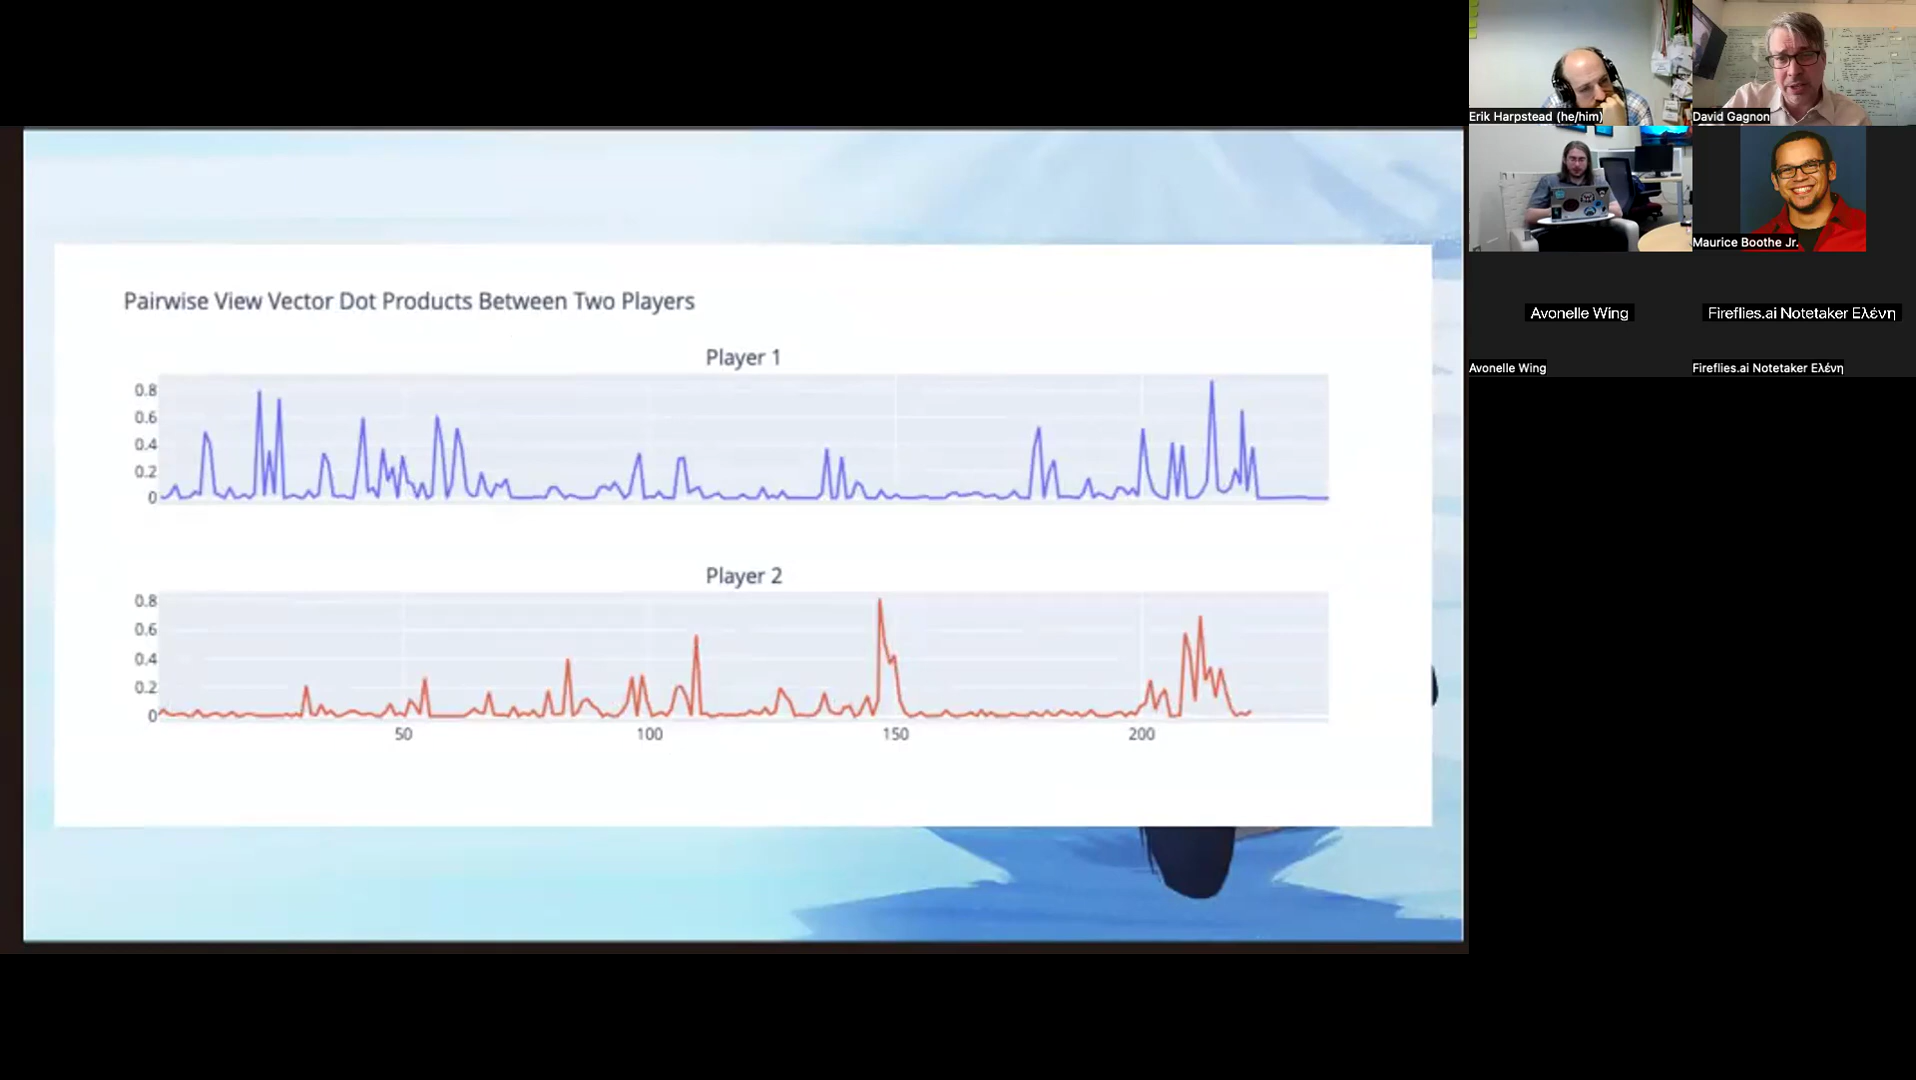 Pairwise View Vector Dot Products Between Two Players
Player 1
0.8
0.6
0.4
0.2
0
Player 2
0.8
0.6
0.4
0.2
0
50
100
150
200
Erik Harpstead (he/him)
David Gagnon
Maurice Boothe Jr.
Avonelle Wing
Fireflies.ai Notetaker Ελένη
Avonelle Wing
Fireflies.ai Notetaker Ελένη